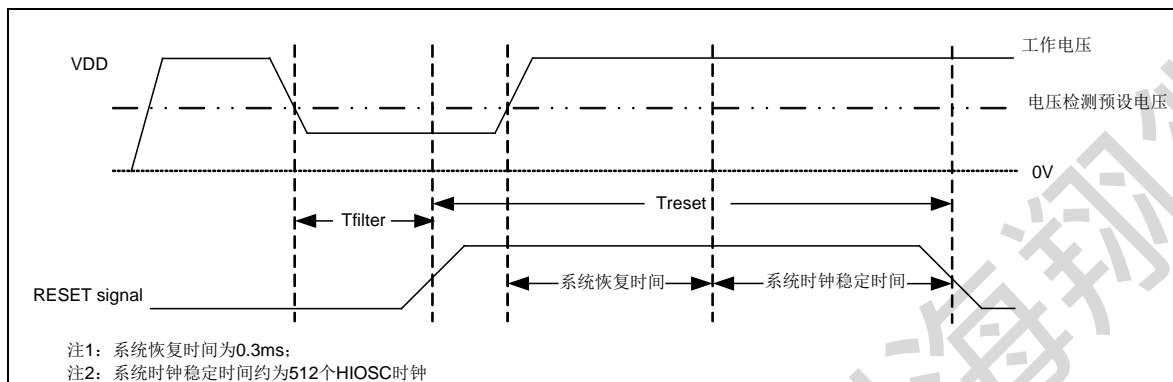 工作电压
VDD
电压检测预设电压
0V
Tfilter
Treset
系统恢复时间
系统时钟稳定时间
RESET signal
注1：系统恢复时间为0.3ms；
注2：系统时钟稳定时间约为512个HIOSC时钟
海翔